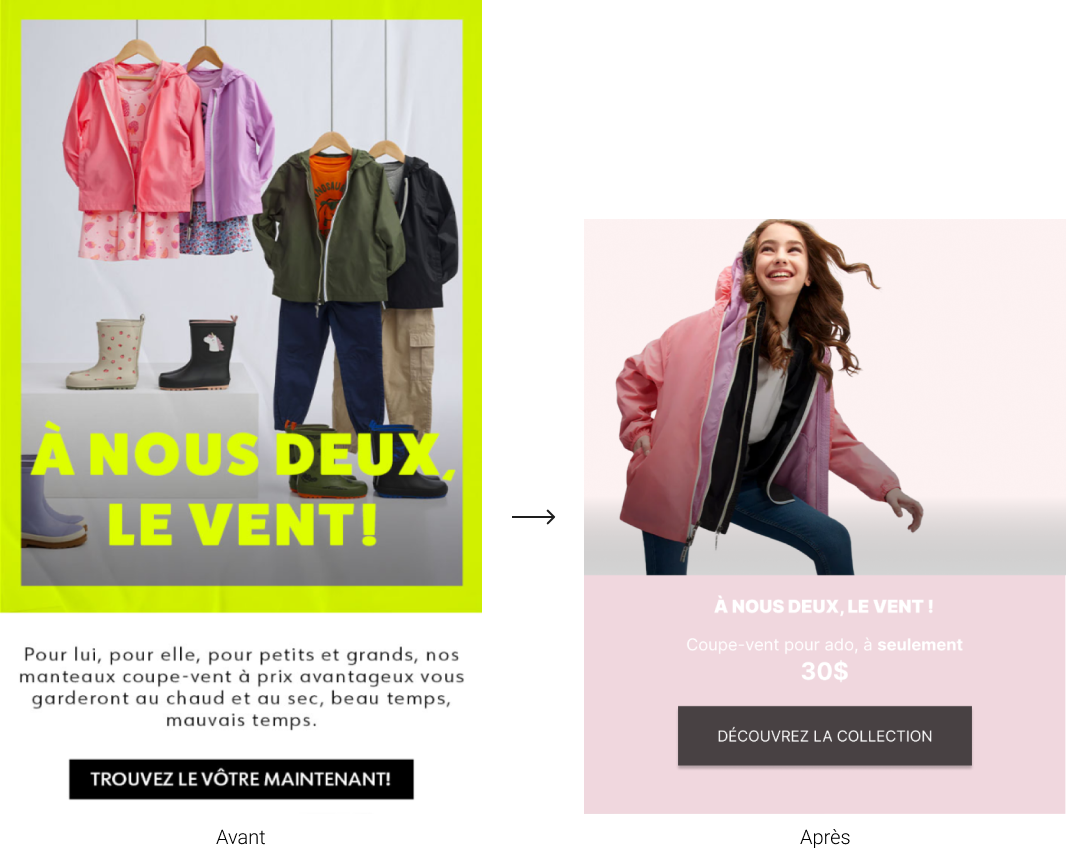 À NOUS DEUX,
LE VENT!
Pour lui, pour elle, pour petits et grands, nos
manteaux coupe-vent à prix avantageux vous
garderont au chaud et au sec, beau temps,
mauvais temps.
TROUVEZ LE VÔTRE MAINTENANT!
Avant
À NOUS DEUX, LE VENT !
Coupe-vent pour ado, à seulement
30$
DÉCOUVREZ LA COLLECTION
Après